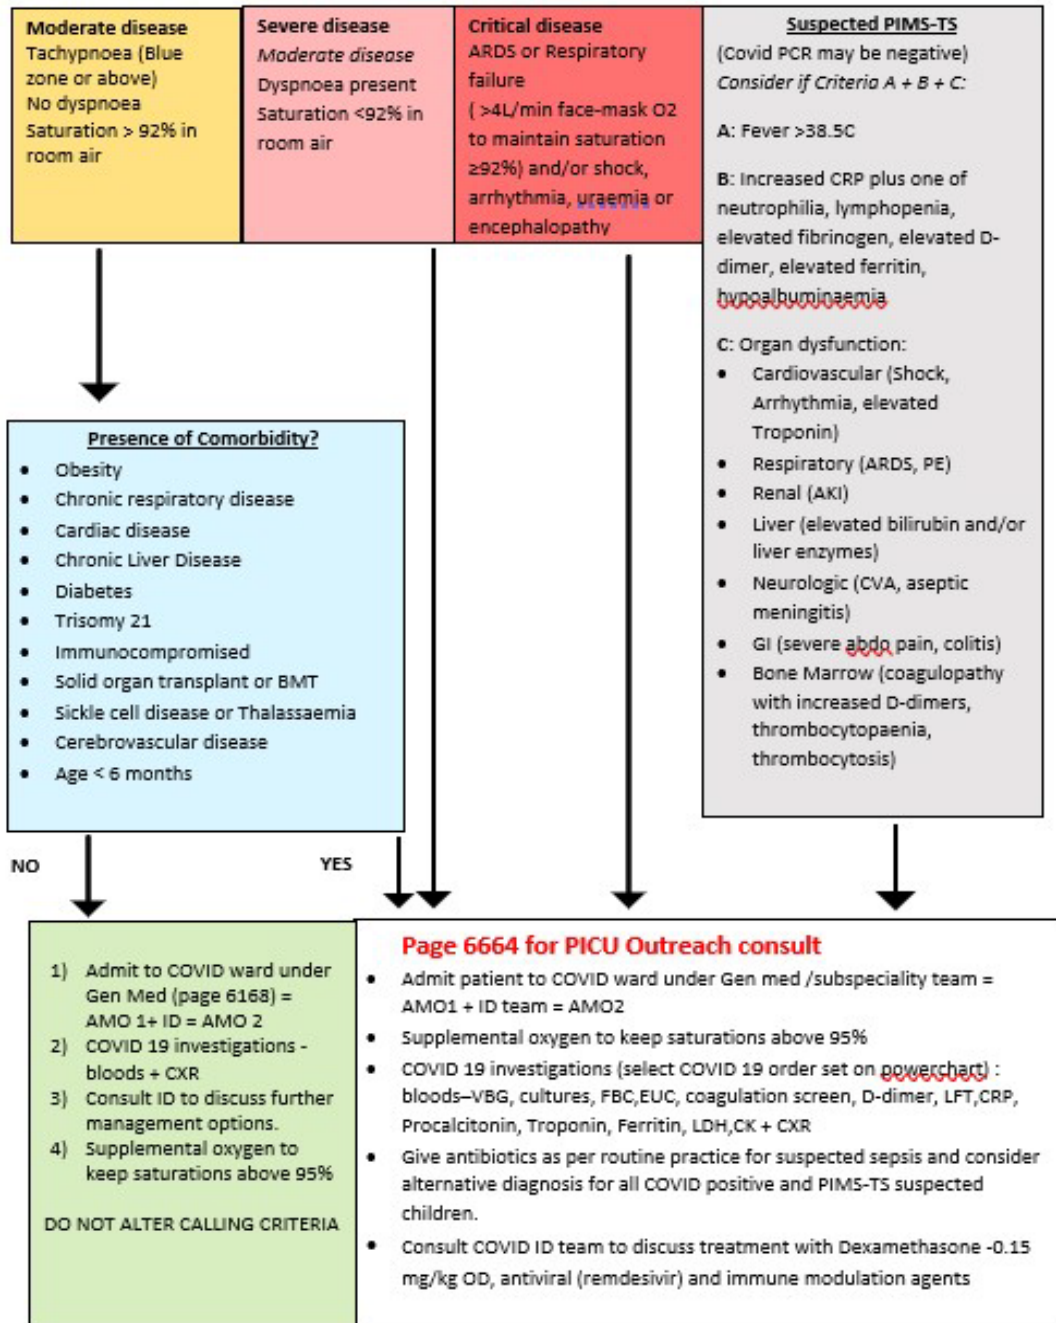 Moderate disease
Tachypnoea (Blue
zone or above)
No dyspnoea
Saturation > 92% in
room air
Severe disease
Moderate disease
Dyspnoea present
Saturation <92% in
room air
Critical disease
ARDS or Respiratory
failure
( >4L/min face-mask O2
to maintain saturation
≥92%) and/or shock,
arrhythmia, uraemia or
encephalopathy
Suspected PIMS-TS
(Covid PCR may be negative)
Consider if Criteria A + B + C:
A: Fever >38.5C
B: Increased CRP plus one of
neutrophilia, lymphopenia,
elevated fibrinogen, elevated D-
dimer, elevated ferritin,
hypoalbuminaemia
C: Organ dysfunction:
• Cardiovascular (Shock,
Arrhythmia, elevated
Troponin)
• Respiratory (ARDS, PE)
• Renal (AKI)
• Liver (elevated bilirubin and/or
liver enzymes)
• Neurologic (CVA, aseptic
meningitis)
• GI (severe abdo pain, colitis)
• Bone Marrow (coagulopathy
with increased D-dimers,
thrombocytopaenia,
thrombocytosis)
Presence of Comorbidity?
• Obesity
• Chronic respiratory disease
• Cardiac disease
• Chronic Liver Disease
• Diabetes
• Trisomy 21
• Immunocompromised
• Solid organ transplant or BMT
• Sickle cell disease or Thalassaemia
• Cerebrovascular disease
• Age < 6 months
NO
YES
1) Admit to COVID ward under
Gen Med (page 6168) =
AMO 1+ ID = AMO 2
2) COVID 19 investigations -
bloods + CXR
3) Consult ID to discuss further
management options.
4) Supplemental oxygen to
keep saturations above 95%
DO NOT ALTER CALLING CRITERIA
Page 6664 for PICU Outreach consult
• Admit patient to COVID ward under Gen med /subspeciality team =
AMO1 + ID team = AMO2
• Supplemental oxygen to keep saturations above 95%
• COVID 19 investigations (select COVID 19 order set on powerchart) :
bloods–VBG, cultures, FBC,EUC, coagulation screen, D-dimer, LFT,CRP,
Procalcitonin, Troponin, Ferritin, LDH,CK + CXR
• Give antibiotics as per routine practice for suspected sepsis and consider
alternative diagnosis for all COVID positive and PIMS-TS suspected
children.
• Consult COVID ID team to discuss treatment with Dexamethasone -0.15
mg/kg OD, antiviral (remdesivir) and immune modulation agents